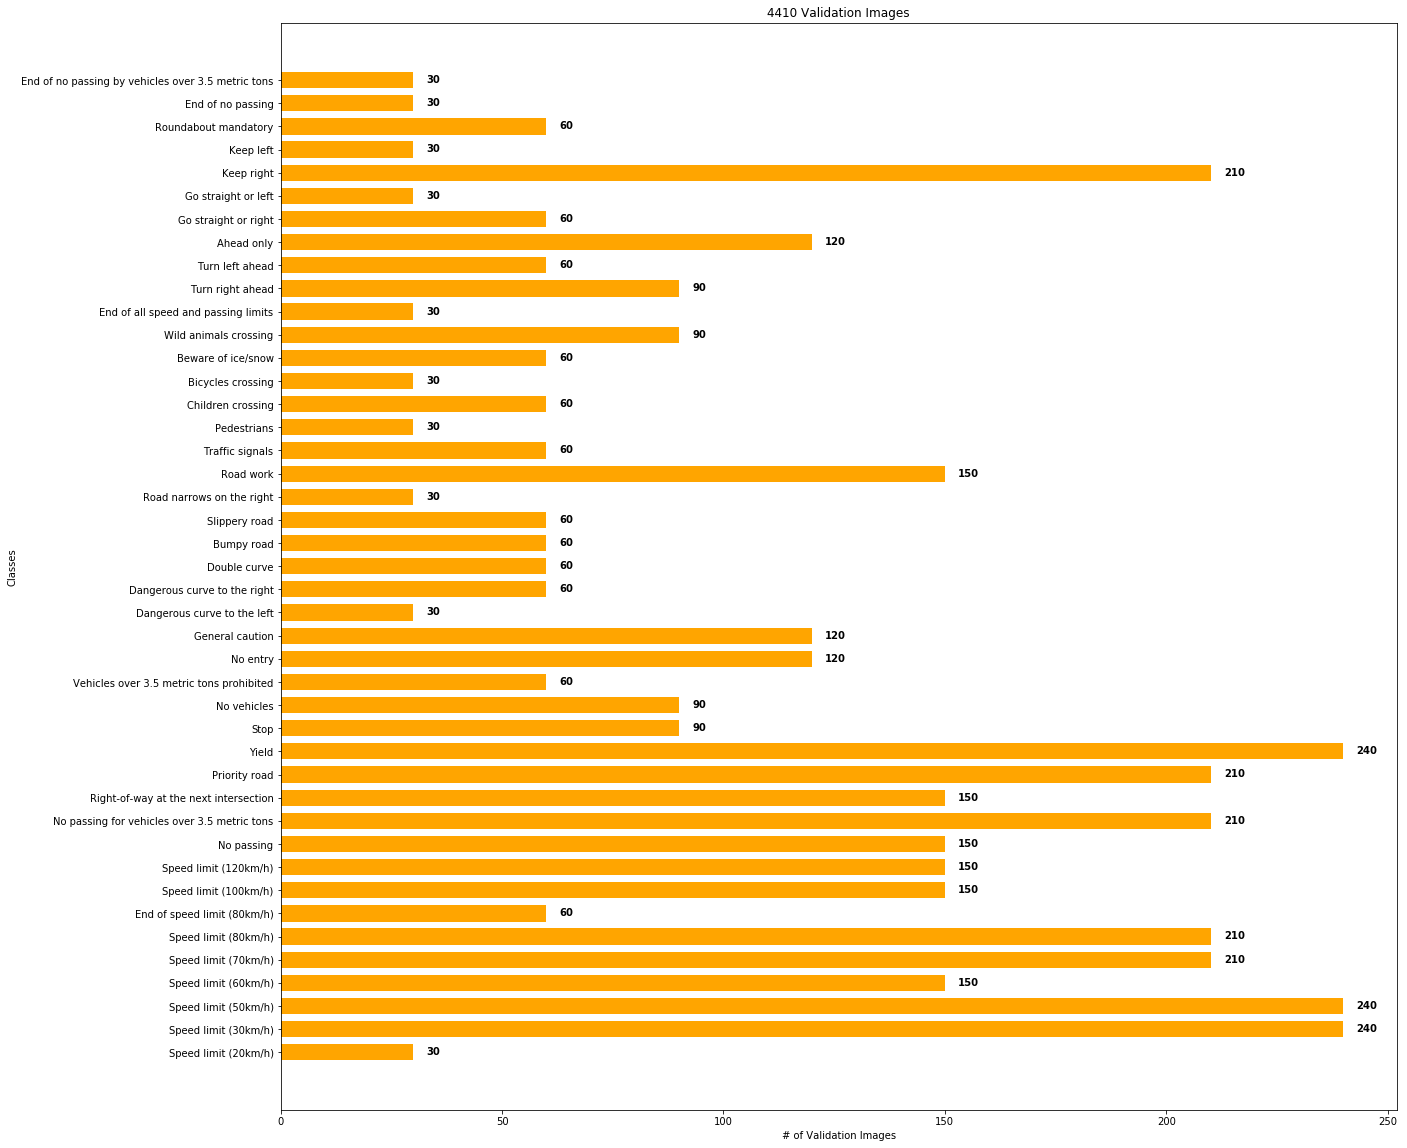 4410 Validation Images
End of no passing by vehicles over 3.5 metric tons 30
End of no passing 30
Roundabout mandatory 60
Keep left 30
Keep right 210
Go straight or left 30
Go straight or right 60
Ahead only 120
Turn left ahead 60
Turn right ahead 90
End of all speed and passing limits 30
Wild animals crossing 90
Beware of ice/snow 60
Bicycles crossing 30
Children crossing 60
Pedestrians 30
Traffic signals 60
Road work 150
Road narrows on the right 30
Slippery road 60
Bumpy road 60
Double curve 60
Dangerous curve to the right 60
Dangerous curve to the left 30
General caution 120
No entry 120
Vehicles over 3.5 metric tons prohibited 60
No vehicles 90
Stop 90
Yield 240
Priority road 210
Right-of-way at the next intersection 150
No passing for vehicles over 3.5 metric tons 210
No passing 150
Speed limit (120km/h) 150
Speed limit (100km/h) 150
End of speed limit (80km/h) 60
Speed limit (80km/h) 210
Speed limit (70km/h) 210
Speed limit (60km/h) 150
Speed limit (50km/h) 240
Speed limit (30km/h) 240
Speed limit (20km/h) 30
Classes
0 50 100 150 200 250
# of Validation Images